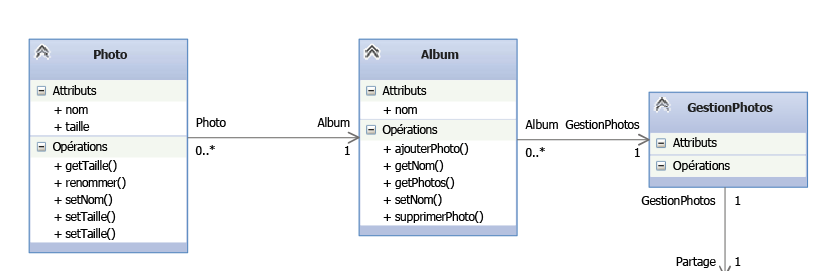 Photo
Attributs
+ nom
+ taille
Opérations
+ getTaille()
+ renommer()
+ setNom()
+ setTaille()
+ setTaille()
Photo
0..*
Album
1
Album
Attributs
+ nom
Opérations
+ ajouterPhoto()
+ getNom()
+ getPhotos()
+ setNom()
+ supprimerPhoto()
Album GestionPhotos
0..* 1
GestionPhotos
Attributs
Opérations
GestionPhotos 1
Partage 1